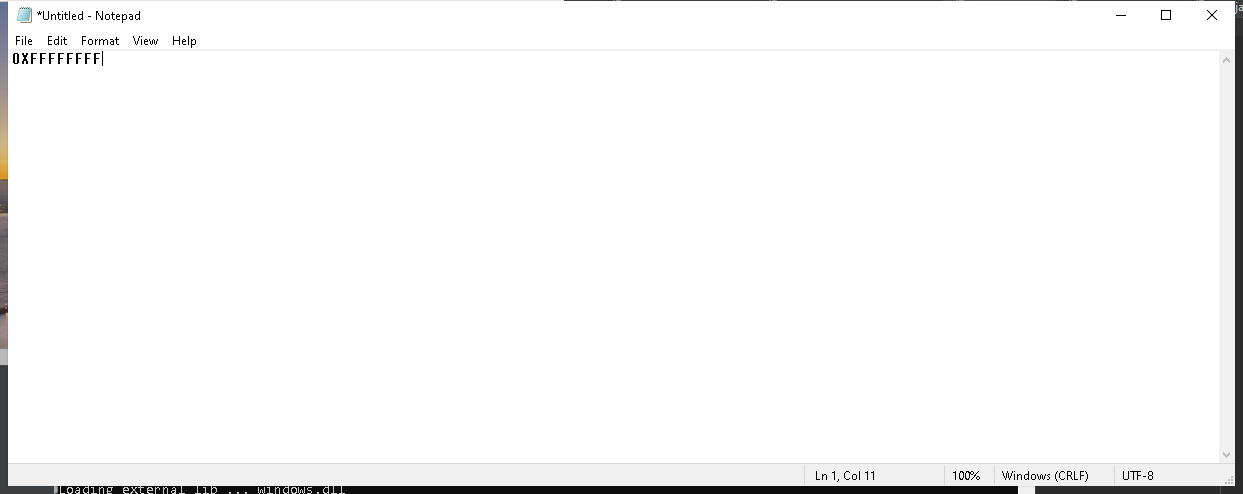 *Untitled - Notepad
File Edit Format View Help
0XFFFFFFFF
Ln 1, Col 11 100% Windows (CRLF) UTF-8
Loading external lib ... windows.dll